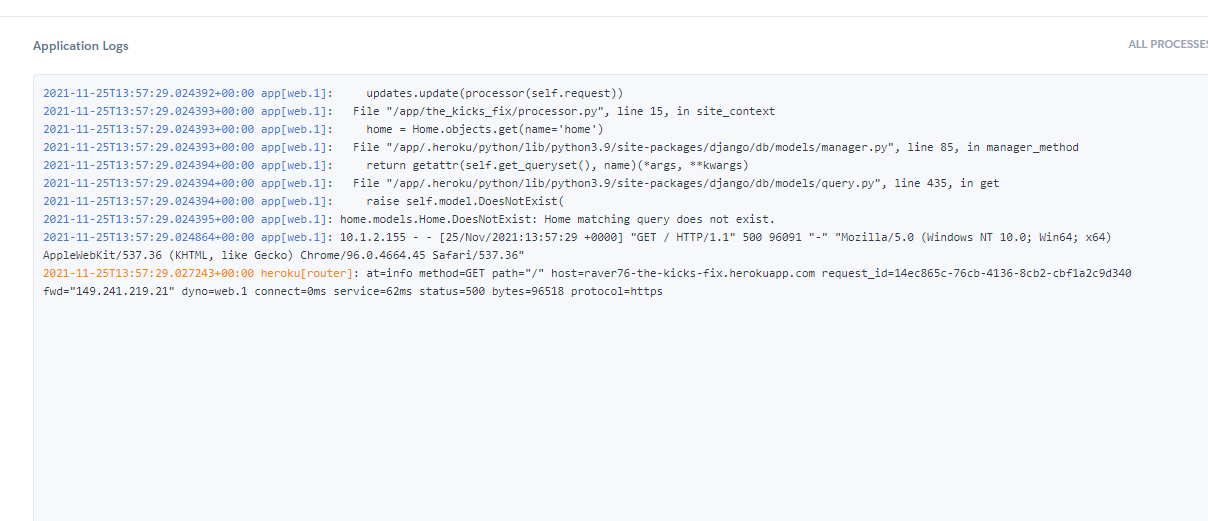 Application Logs
ALL PROCESSES
2021-11-25T13:57:29.024392+00:00 app[web.1]:     updates.update(processor(self.request))
2021-11-25T13:57:29.024393+00:00 app[web.1]:   File "/app/the_kicks_fix/processor.py", line 15, in site_context
2021-11-25T13:57:29.024393+00:00 app[web.1]:     home = Home.objects.get(name='home')
2021-11-25T13:57:29.024393+00:00 app[web.1]:   File "/app/.heroku/python/lib/python3.9/site-packages/django/db/models/manager.py", line 85, in manager_method
2021-11-25T13:57:29.024394+00:00 app[web.1]:     return getattr(self.get_queryset(), name)(*args, **kwargs)
2021-11-25T13:57:29.024394+00:00 app[web.1]:   File "/app/.heroku/python/lib/python3.9/site-packages/django/db/models/query.py", line 435, in get
2021-11-25T13:57:29.024394+00:00 app[web.1]:     raise self.model.DoesNotExist(
2021-11-25T13:57:29.024395+00:00 app[web.1]: home.models.Home.DoesNotExist: Home matching query does not exist.
2021-11-25T13:57:29.024864+00:00 app[web.1]: 10.1.2.155 - - [25/Nov/2021:13:57:29 +0000] "GET / HTTP/1.1" 500 96091 "-" "Mozilla/5.0 (Windows NT 10.0; Win64; x64)
AppleWebKit/537.36 (KHTML, like Gecko) Chrome/96.0.4664.45 Safari/537.36"
2021-11-25T13:57:29.027243+00:00 heroku[router]: at=info method=GET path="/" host=raver76-the-kicks-fix.herokuapp.com request_id=14ec865c-76cb-4136-8cb2-cbf1a2c9d340
fwd="149.241.219.21" dyno=web.1 connect=0ms service=62ms status=500 bytes=96518 protocol=https